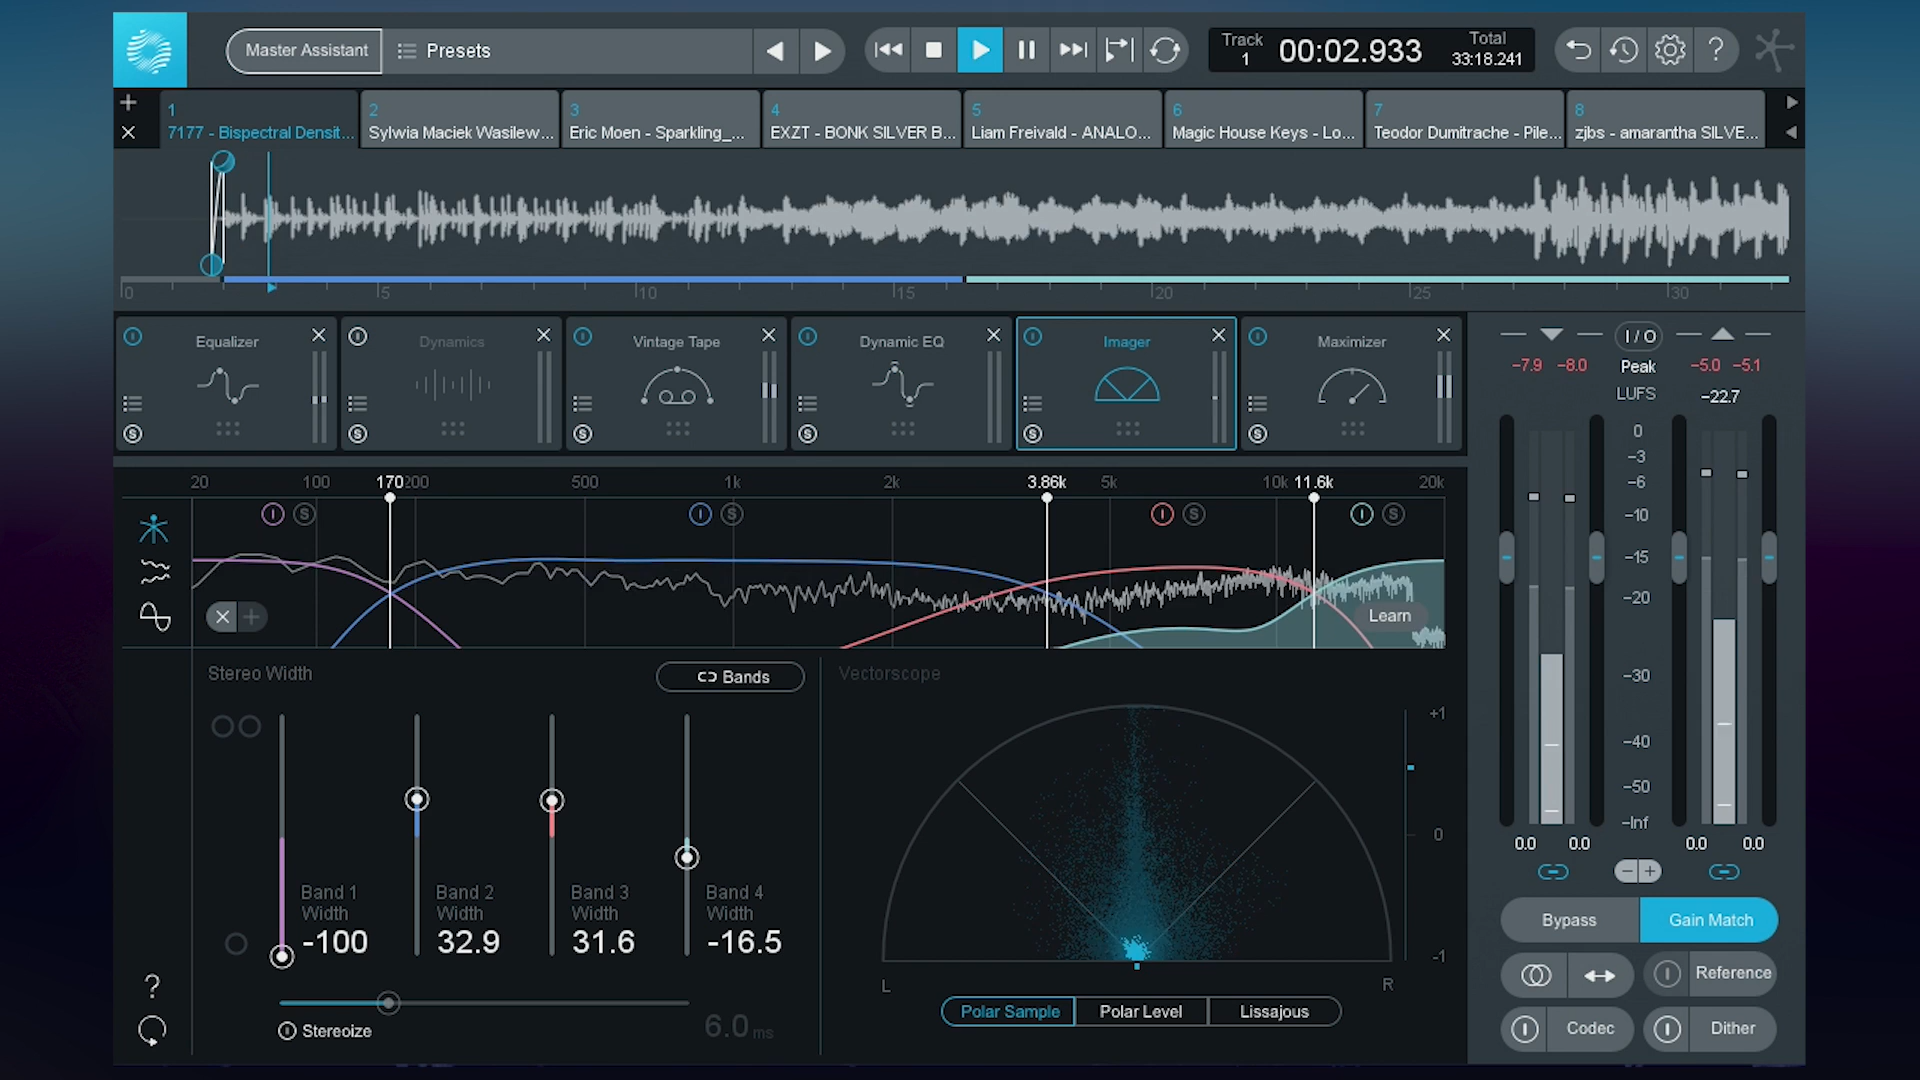 Master Assistant
Presets
Track
1
00:02.933
Total
33:18.241
1
7177 - Bispectral Densit...
2
Sylwia Maciek Wasilew...
3
Eric Moen - Sparkling_...
4
EXZT - BONK SILVER B...
5
Liam Freivald - ANALO...
6
Magic House Keys - Lo...
7
Teodor Dumitrache - Pile...
8
zjbs - amarantha SILVE...
0 5 10 15 20 25 30
Equalizer
Dynamics
Vintage Tape
Dynamic EQ
Imager
Maximizer
S S S S S S
I / O
-7.9 -8.0 Peak -5.0 -5.1
LUFS -22.7
20 100 170 200 500 1k 2k 3.86k 5k 10k 11.6k 20k
S S S S
Learn
0
-3
-6
-10
-15
-20
-30
-40
-50
-Inf
0.0 0.0 0.0 0.0
Stereo Width
Bands
Band 1
Width
-100
Band 2
Width
32.9
Band 3
Width
31.6
Band 4
Width
-16.5
Stereoize
6.0 ms
?
Vectorscope
+1
0
-1
L R
Polar Sample Polar Level Lissajous
Bypass Gain Match
Reference
Codec Dither
?